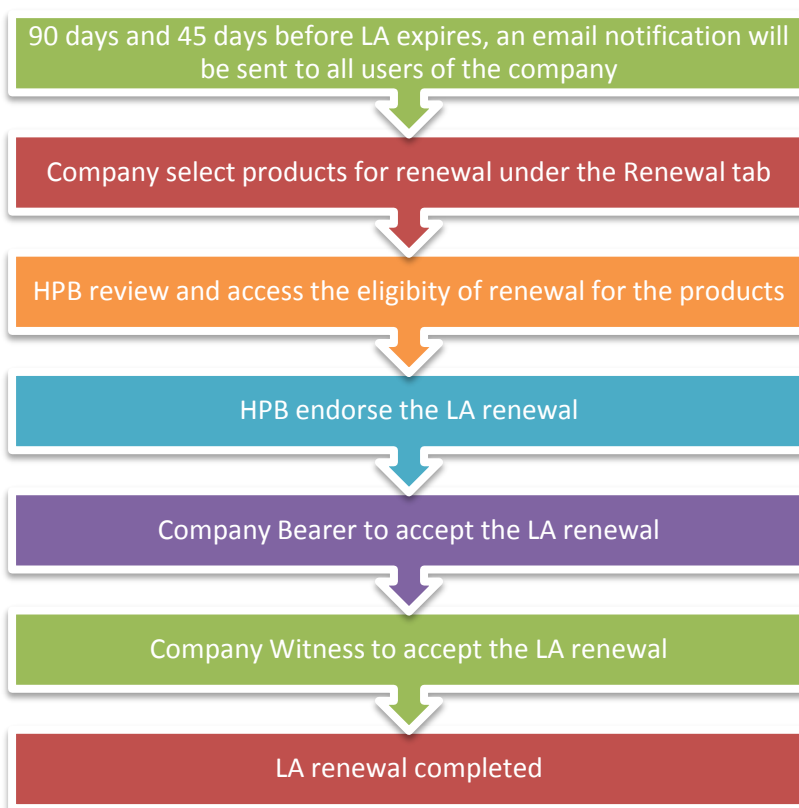 90 days and 45 days before LA expires, an email notification will
be sent to all users of the company
Company select products for renewal under the Renewal tab
HPB review and access the eligibity of renewal for the products
HPB endorse the LA renewal
Company Bearer to accept the LA renewal
Company Witness to accept the LA renewal
LA renewal completed